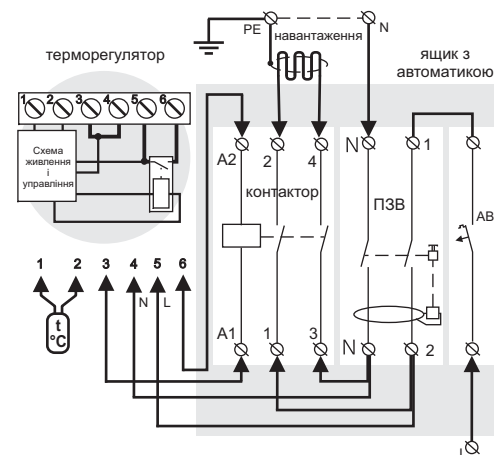 PE
навантаження
N
терморегулятор
ящик з
автоматикою
1 2 3 4 5 6
Схема
живлення
і
управління
A2 2 4 N 1
контактор
ПЗВ
АВ
1 2 3 4 5 6
N L
t
°C
A1 1 3 N 2
L